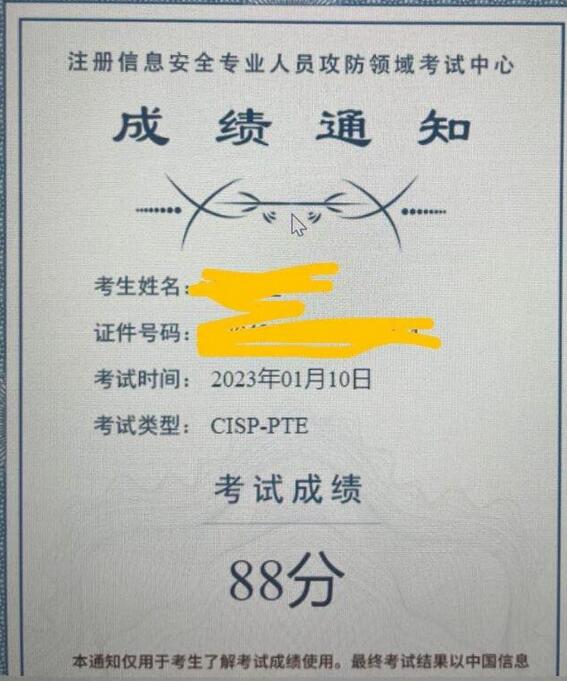 注册信息安全专业人员攻防领域考试中心
成绩通知
考生姓名：
证件号码：
考试时间： 2023年01月10日
考试类型： CISP-PTE
考试成绩
88分
本通知仅用于考生了解考试成绩使用。最终考试结果以中国信息